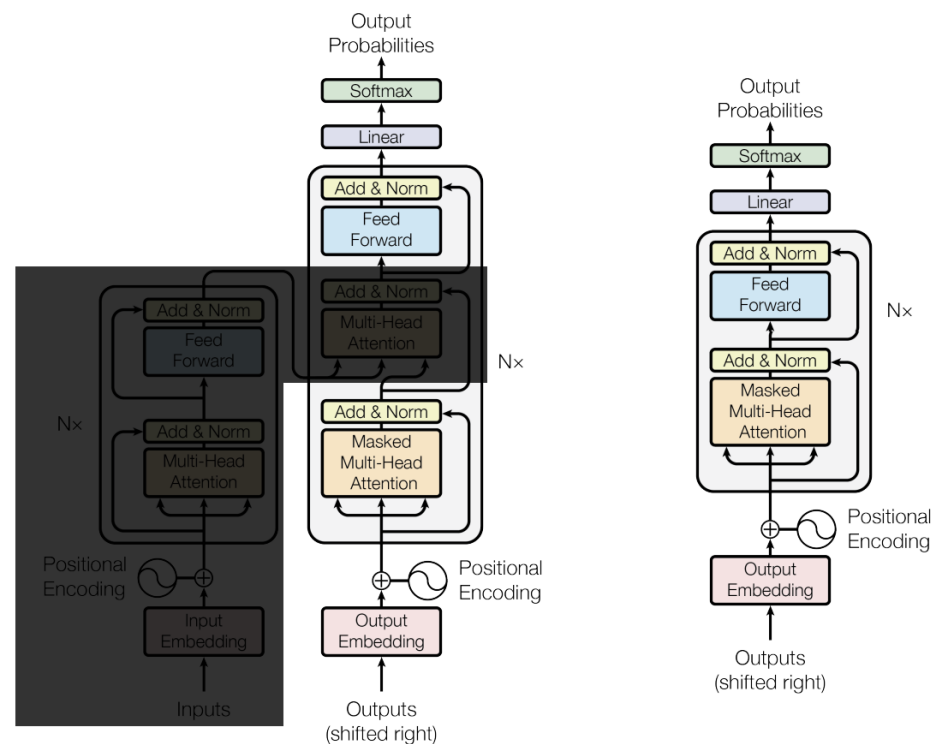 Output
Probabilities
Softmax
Linear
Add & Norm
Feed
Forward
Add & Norm
Multi-Head
Attention
Nx
Add & Norm
Masked
Multi-Head
Attention
Positional
Encoding
Output
Embedding
Outputs
(shifted right)
Add & Norm
Feed
Forward
Nx
Add & Norm
Multi-Head
Attention
Positional
Encoding
Input
Embedding
Inputs
Output
Probabilities
Softmax
Linear
Add & Norm
Feed
Forward
Nx
Add & Norm
Masked
Multi-Head
Attention
Positional
Encoding
Output
Embedding
Outputs
(shifted right)